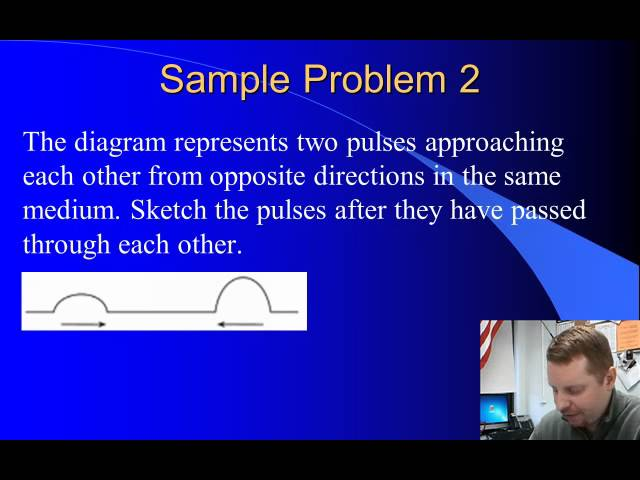 Sample Problem 2
The diagram represents two pulses approaching
each other from opposite directions in the same
medium. Sketch the pulses after they have passed
through each other.